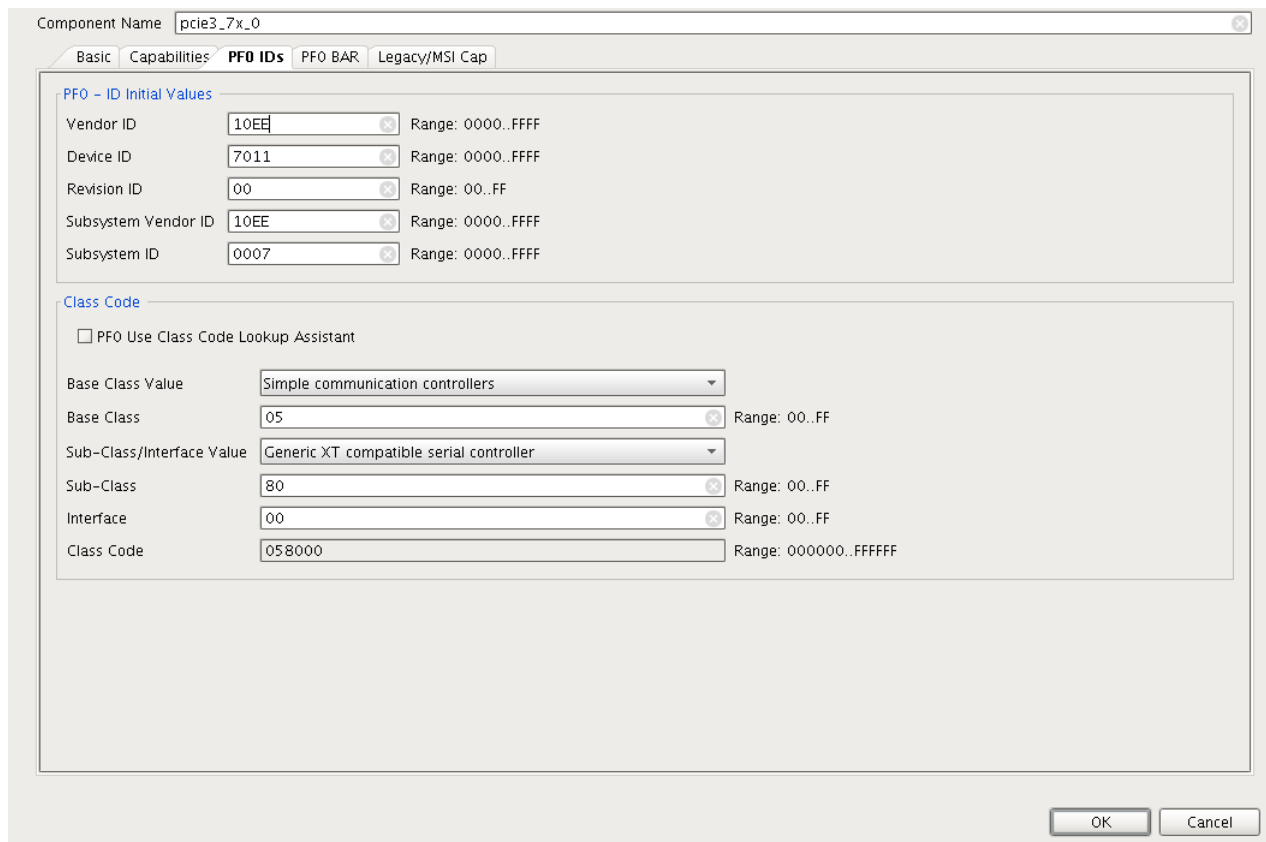 Component Name pcie3_7x_0
Basic Capabilities PF0 IDs PF0 BAR Legacy/MSI Cap
PF0 - ID Initial Values
Vendor ID 10EE Range: 0000..FFFF
Device ID 7011 Range: 0000..FFFF
Revision ID 00 Range: 00..FF
Subsystem Vendor ID 10EE Range: 0000..FFFF
Subsystem ID 0007 Range: 0000..FFFF
Class Code
PF0 Use Class Code Lookup Assistant
Base Class Value Simple communication controllers
Base Class 05 Range: 00..FF
Sub-Class/Interface Value Generic XT compatible serial controller
Sub-Class 80 Range: 00..FF
Interface 00 Range: 00..FF
Class Code 058000 Range: 000000..FFFFFF
OK Cancel